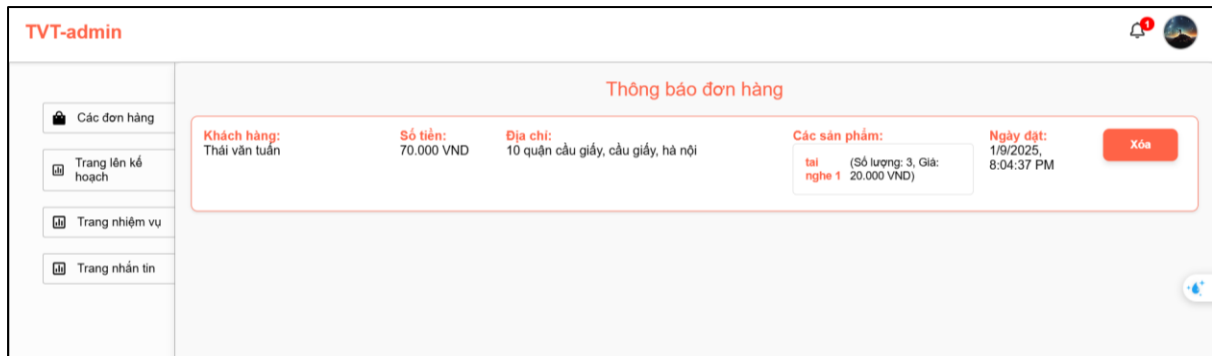 TVT-admin
1
Thông báo đơn hàng
Các đơn hàng
Trang lên kế
hoạch
Trang nhiệm vụ
Trang nhắn tin
Khách hàng:
Thái văn tuấn
Số tiền:
70.000 VND
Địa chỉ:
10 quận cầu giấy, cầu giấy, hà nội
Các sản phẩm:
tai
nghe 1
(Số lượng: 3, Giá:
20.000 VND)
Ngày đặt:
1/9/2025,
8:04:37 PM
Xóa